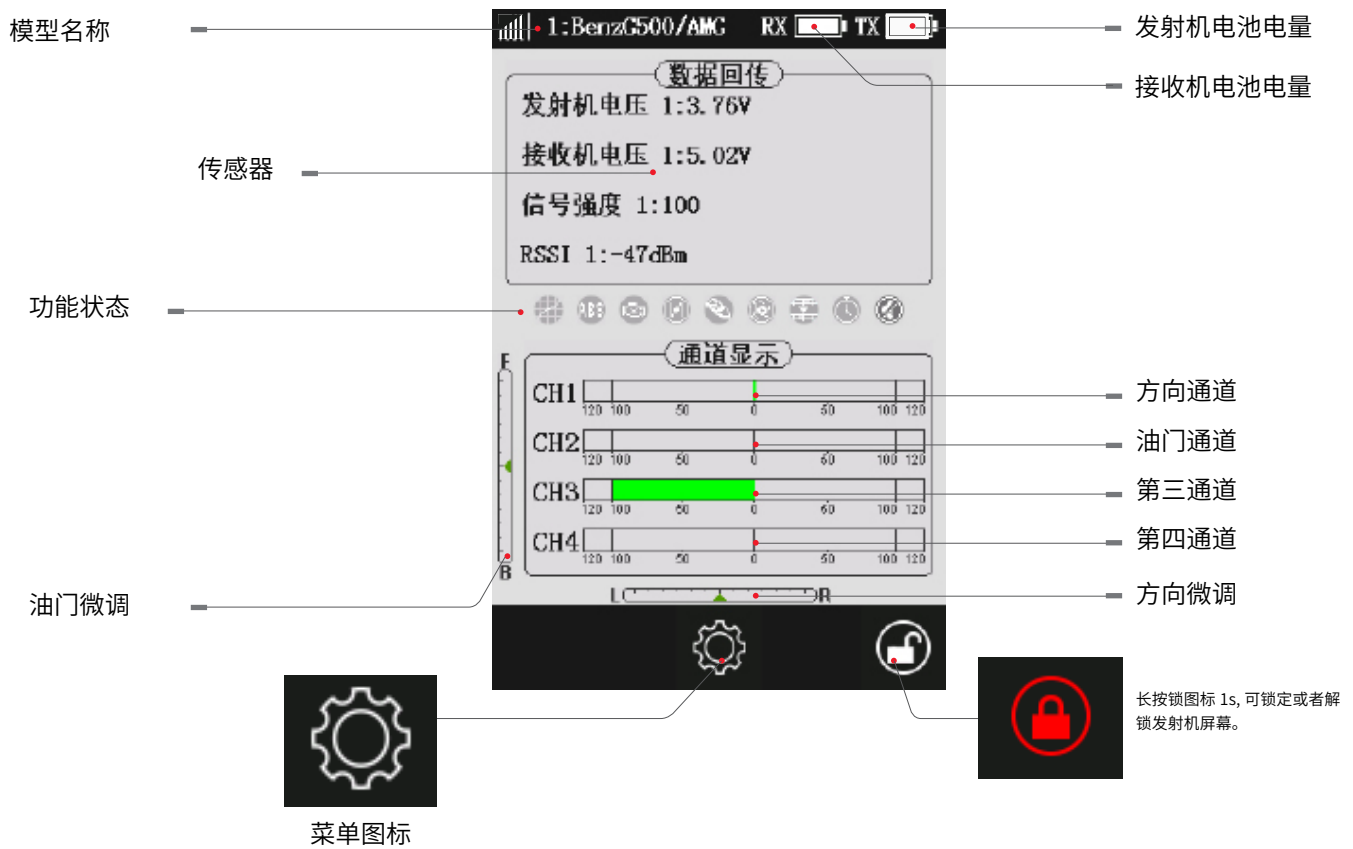 模型名称
1:BenzG500/AMG RX TX
发射机电池电量
接收机电池电量
数据回传
发射机电压 1:3.76V
接收机电压 1:5.02V
信号强度 1:100
RSSI 1:-47dBm
传感器
功能状态
ABS
通道显示
F
CH1
120 100 50 0 50 100 120
方向通道
CH2
120 100 50 0 50 100 120
油门通道
CH3
120 100 50 0 50 100 120
第三通道
CH4
120 100 50 0 50 100 120
第四通道
B
L R
油门微调
方向微调
长按锁图标 1s, 可锁定或者解
锁发射机屏幕。
菜单图标